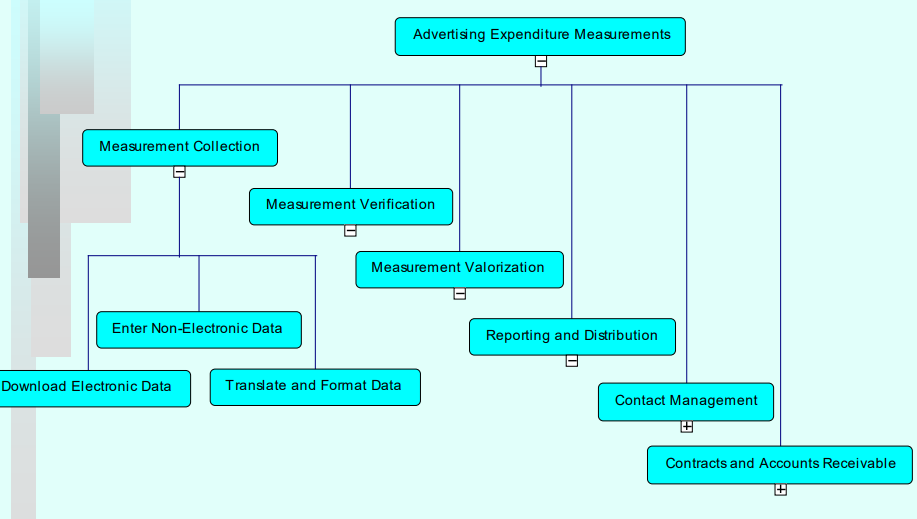 Advertising Expenditure Measurements
Measurement Collection
Measurement Verification
Measurement Valorization
Enter Non-Electronic Data
Reporting and Distribution
Download Electronic Data
Translate and Format Data
Contact Management
Contracts and Accounts Receivable